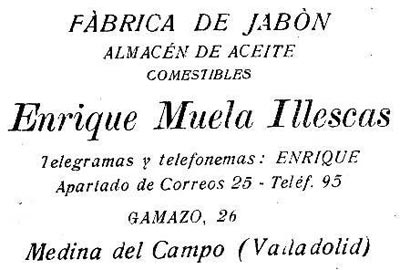 FÀBRICA DE JABÒN
ALMACÉN DE ACEITE
COMESTIBLES
Enrique Muela Illescas
Telegramas y telefonemas: ENRIQUE
Apartado de Correos 25 - Teléf. 95
GAMAZO, 26
Medina del Campo (Valladolid)